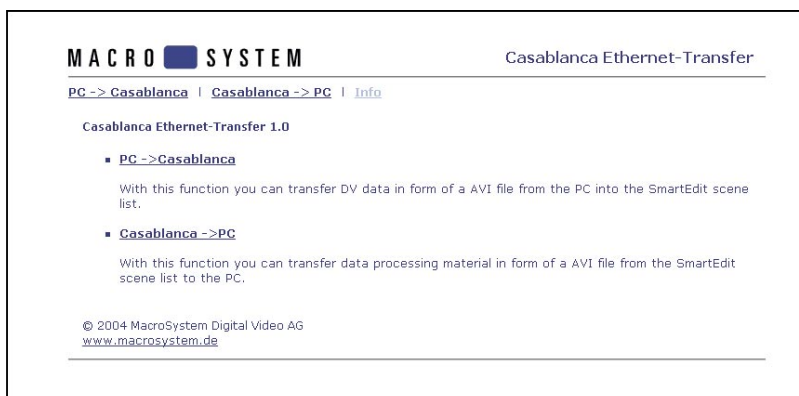 MACRO SYSTEM
Casablanca Ethernet-Transfer
PC -> Casablanca | Casablanca -> PC | Info
Casablanca Ethernet-Transfer 1.0
▪ PC ->Casablanca
With this function you can transfer DV data in form of a AVI file from the PC into the SmartEdit scene
list.
▪ Casablanca ->PC
With this function you can transfer data processing material in form of a AVI file from the SmartEdit
scene list to the PC.
© 2004 MacroSystem Digital Video AG
www.macrosystem.de